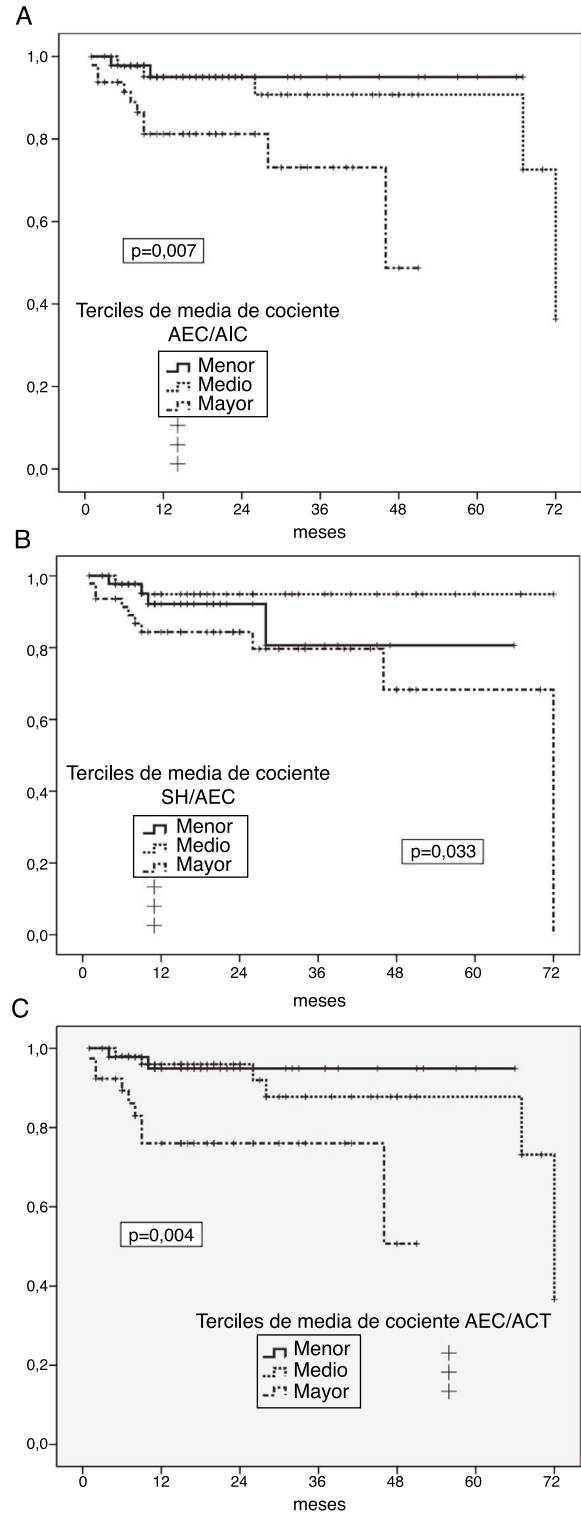 A
1,0
0,8
0,6
p=0,007
0,4
Terciles de media de cociente
AEC/AIC
Menor
Medio
Mayor
0,2
0,0
0 12 24 36 48 60 72
meses
B
1,0
0,8
0,6
Terciles de media de cociente
SH/AEC
0,4
Menor
Medio
Mayor
p=0,033
0,2
0,0
0 12 24 36 48 60 72
meses
C
1,0
0,8
0,6
p=0,004
0,4
Terciles de media de cociente AEC/ACT
Menor
Medio
Mayor
0,2
0,0
0 12 24 36 48 60 72
meses